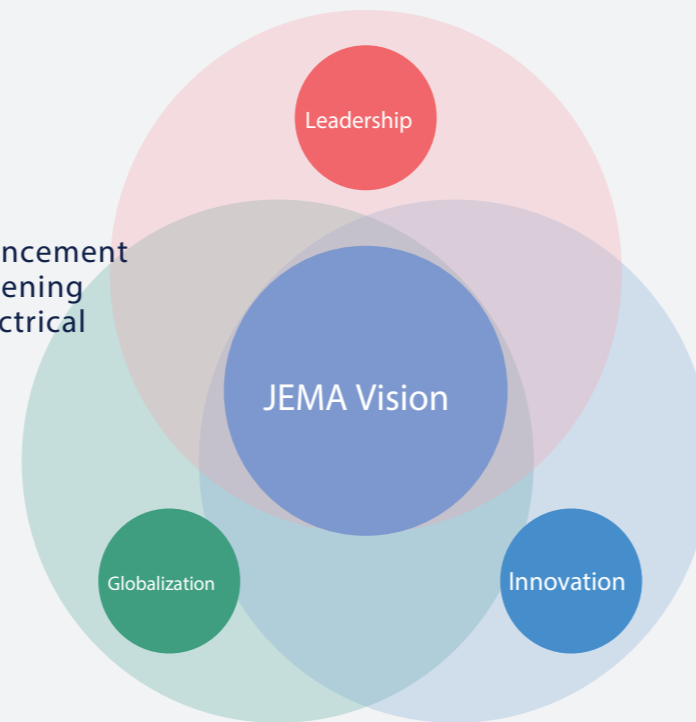 Leadership
ncement
ening
ctrical
JEMA Vision
Globalization
Innovation